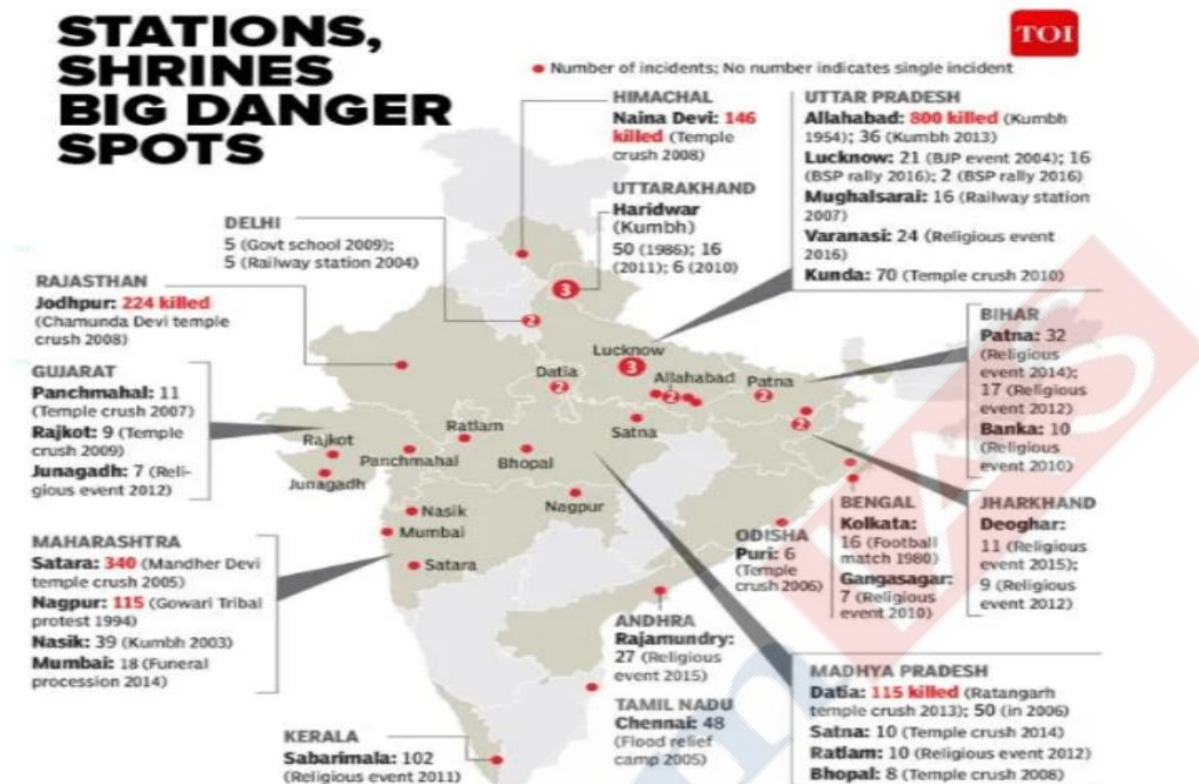 STATIONS,
SHRINES
BIG DANGER
SPOTS
TOI
Number of incidents; No number indicates single incident
HIMACHAL
Naina Devi: 146
killed (Temple
crush 2008)
UTTARAKHAND
Haridwar
(Kumbh)
50 (1986); 16
(2011); 6 (2010)
UTTAR PRADESH
Allahabad: 800 killed (Kumbh
1954); 36 (Kumbh 2013)
Lucknow: 21 (BJP event 2004); 16
(BSP rally 2016); 2 (BSP rally 2016)
Mughalsarai: 16 (Railway station
2007)
Varanasi: 24 (Religious event
2016)
Kunda: 70 (Temple crush 2010)
DELHI
5 (Govt school 2009);
5 (Railway station 2004)
RAJASTHAN
Jodhpur: 224 killed
(Chamunda Devi temple
crush 2008)
GUJARAT
Panchmahal: 11
(Temple crush 2007)
Rajkot: 9 (Temple
crush 2009)
Junagadh: 7 (Reli-
gious event 2012)
MAHARASHTRA
Satara: 340 (Mandher Devi
temple crush 2005)
Nagpur: 115 (Gowari Tribal
protest 1994)
Nasik: 39 (Kumbh 2003)
Mumbai: 18 (Funeral
procession 2014)
KERALA
Sabarimala: 102
(Religious event 2011)
3
2
Lucknow
3
Datia
2
Allahabad
2
Patna
2
2
Satna
Ratlam
Rajkot
Panchmahal
Bhopal
Junagadh
Nagpur
Nasik
Mumbai
Satara
BIHAR
Patna: 32
(Religious
event 2014);
17 (Religious
event 2012)
Banka: 10
(Religious
event 2010)
JHARKHAND
Deoghar:
11 (Religious
event 2015);
9 (Religious
event 2012)
BENGAL
Kolkata:
16 (Football
match 1980)
Gangasagar:
7 (Religious
event 2010)
ODISHA
Puri: 6
(Temple
crush 2006)
ANDHRA
Rajamundry:
27 (Religious
event 2015)
TAMIL NADU
Chennai: 48
(Flood relief
camp 2005)
MADHYA PRADESH
Datia: 115 killed (Ratangarh
temple crush 2013); 50 (in 2006)
Satna: 10 (Temple crush 2014)
Ratlam: 10 (Religious event 2012)
Bhopal: 8 (Temple crush 2008)